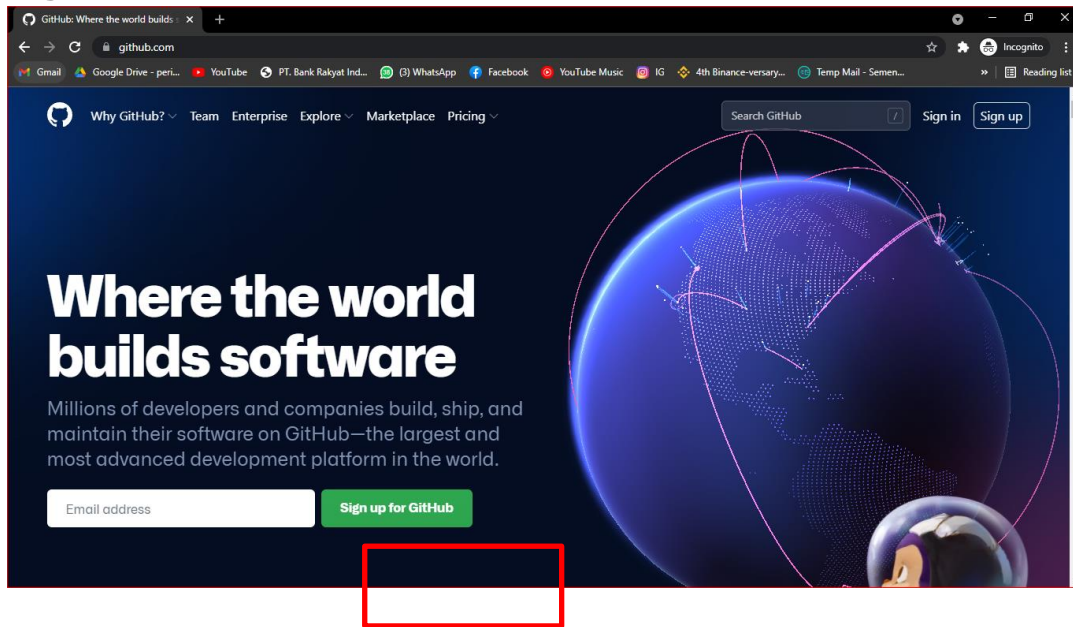 GitHub: Where the world builds s
github.com
Incognito
Gmail Google Drive - peri... YouTube PT. Bank Rakyat Ind... (3) WhatsApp Facebook YouTube Music IG 4th Binance-versary... Temp Mail - Semen... » Reading list
Why GitHub? Team Enterprise Explore Marketplace Pricing Search GitHub / Sign in Sign up
Where the world
builds software
Millions of developers and companies build, ship, and
maintain their software on GitHub—the largest and
most advanced development platform in the world.
Email address Sign up for GitHub